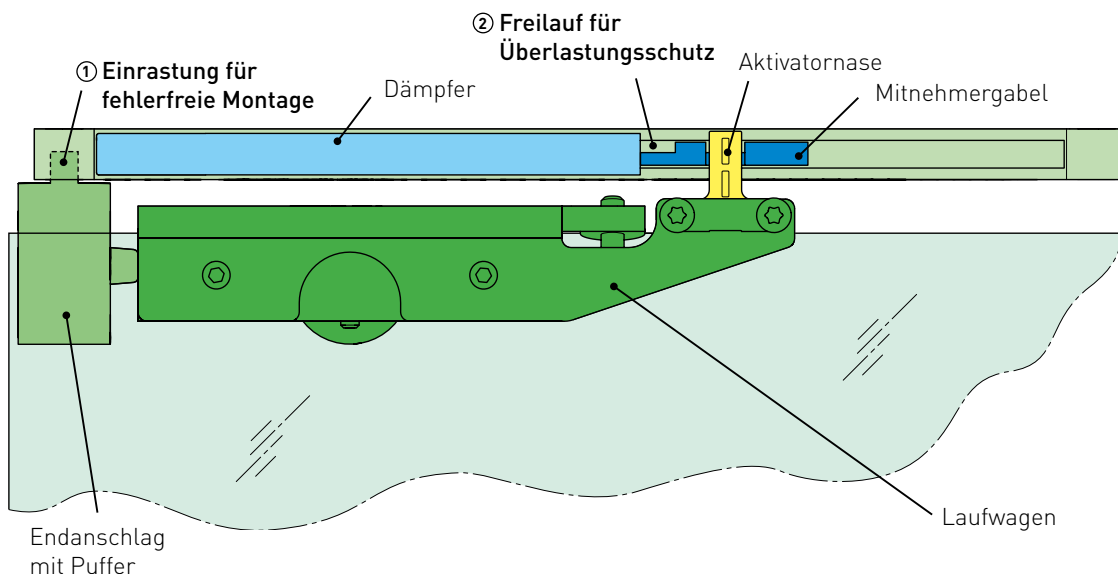 ① Einrastung für
fehlerfreie Montage
Dämpfer
② Freilauf für
Überlastungsschutz
Aktivatornase
Mitnehmergabel
Laufwagen
Endanschlag
mit Puffer